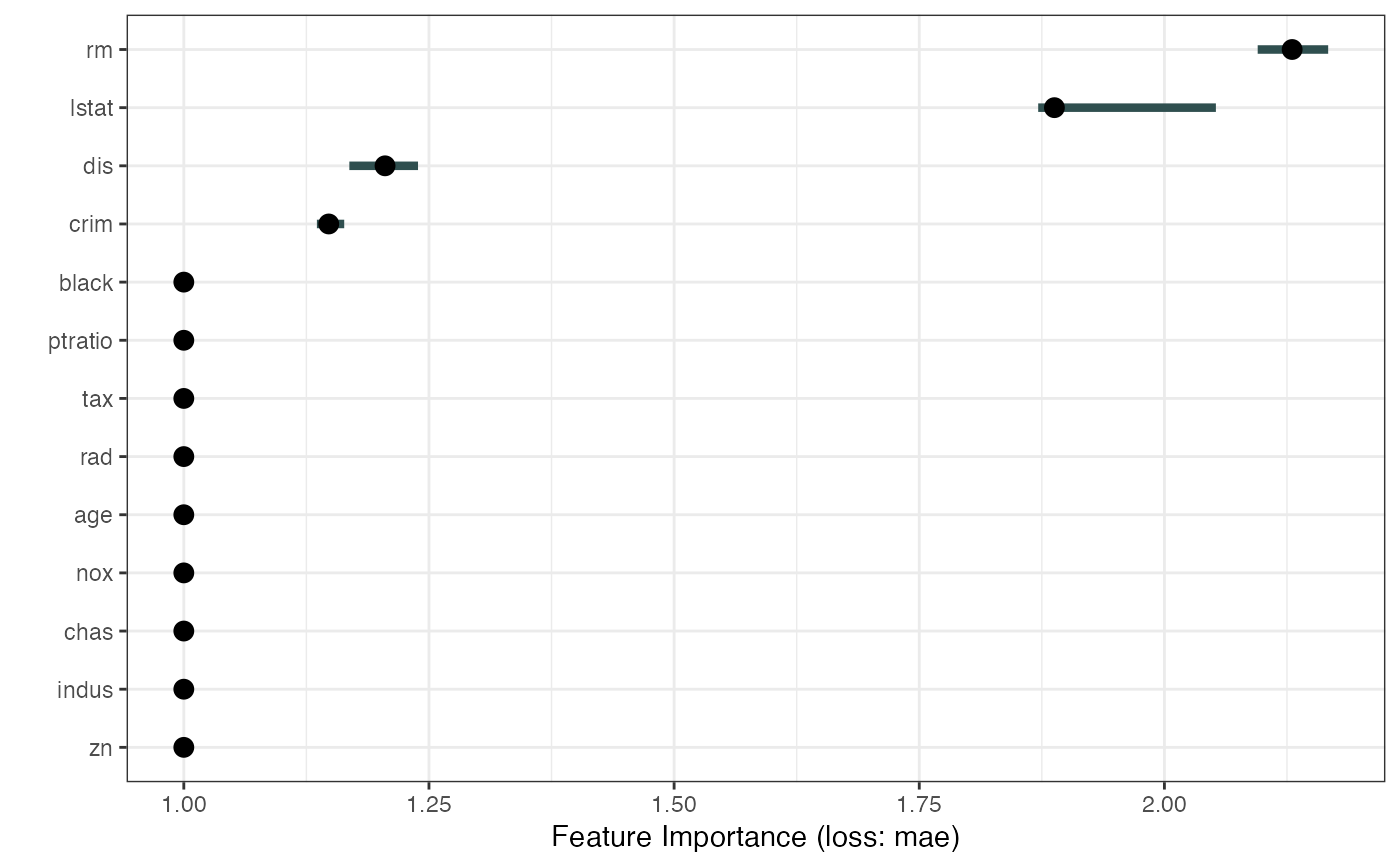 rm
lstat
dis
crim
black
ptratio
tax
rad
age
nox
chas
indus
zn
1.00 1.25 1.50 1.75 2.00
Feature Importance (loss: mae)